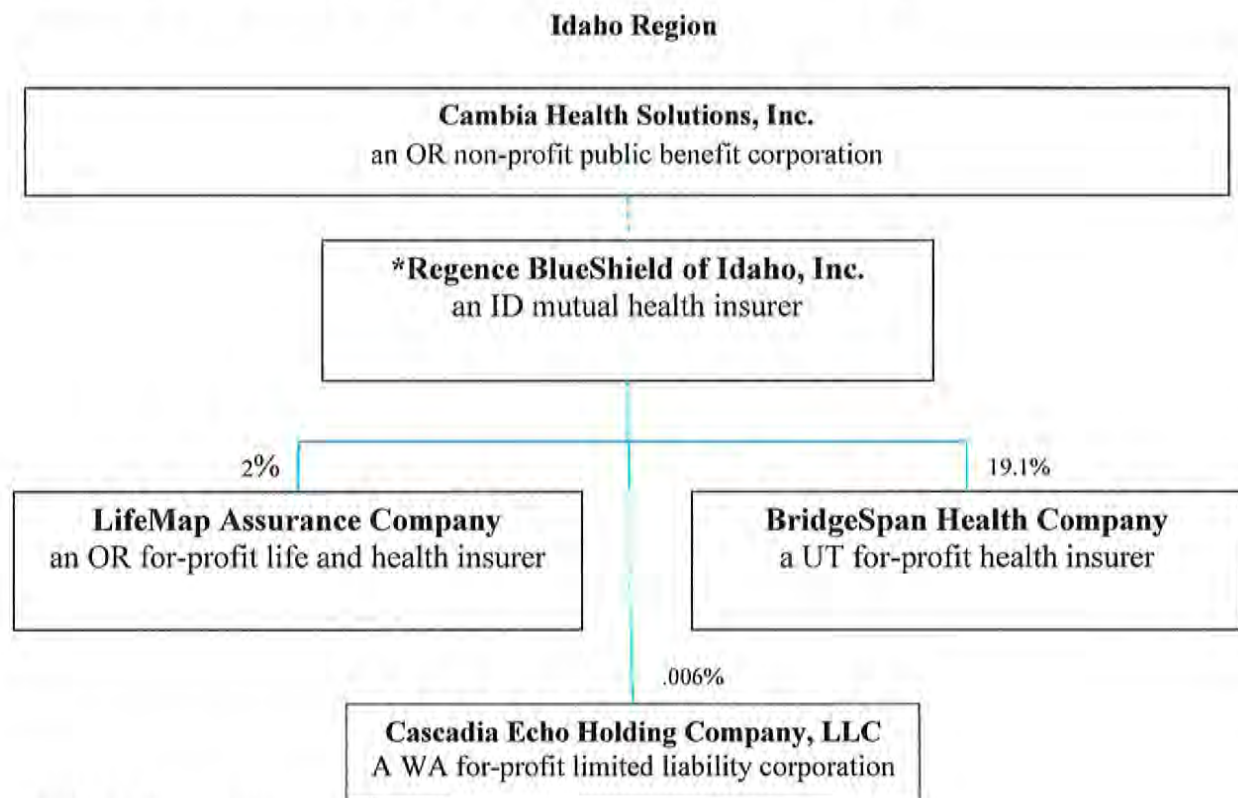 Idaho Region
Cambia Health Solutions, Inc.
an OR non-profit public benefit corporation
*Regence BlueShield of Idaho, Inc.
an ID mutual health insurer
2%
19.1%
LifeMap Assurance Company
an OR for-profit life and health insurer
BridgeSpan Health Company
a UT for-profit health insurer
.006%
Cascadia Echo Holding Company, LLC
A WA for-profit limited liability corporation